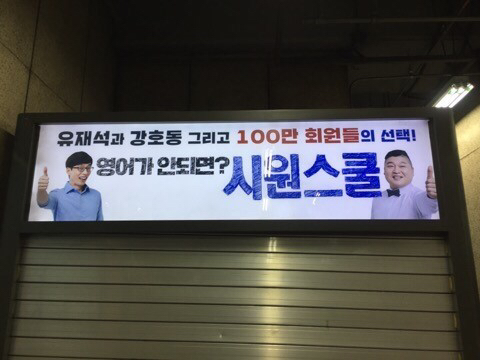 유재석과 강호동 그리고 100만 회원들의 선택!
영어가 안되면? 시원스쿨